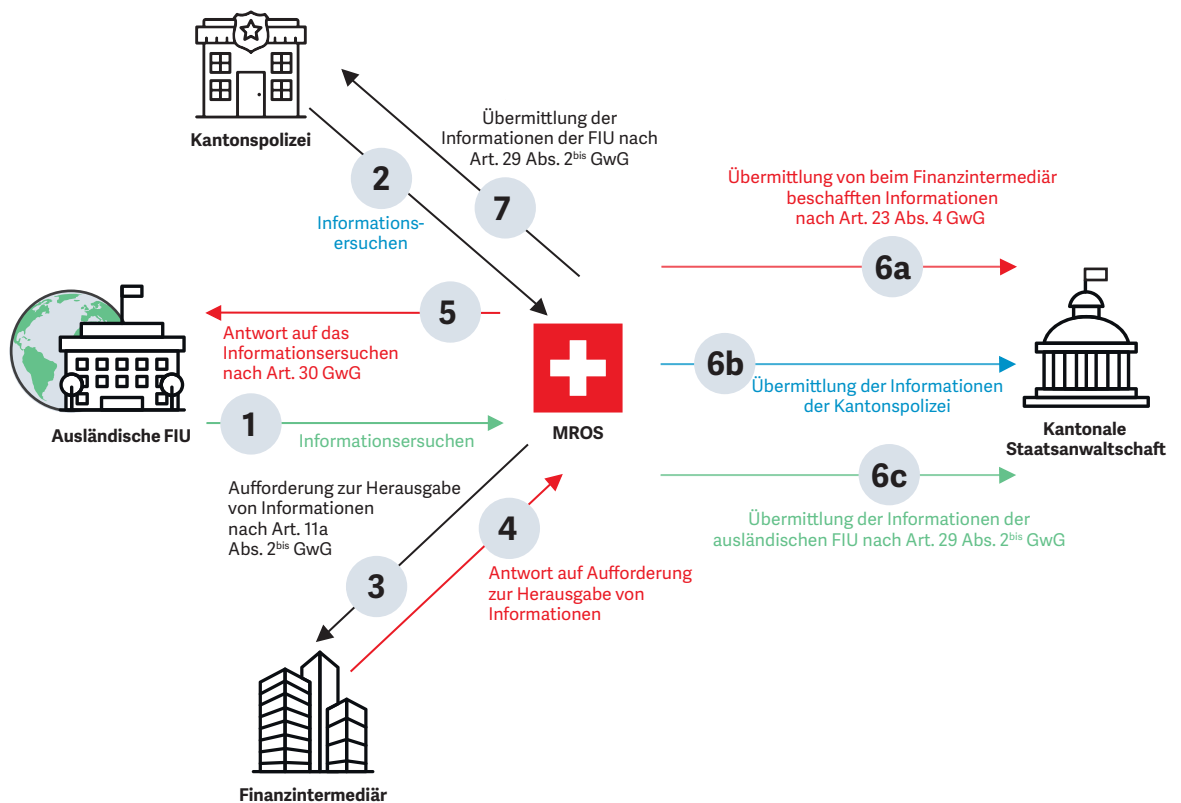 Kantonspolizei
2
Informations-
ersuchen
Übermittlung der
Informationen der FIU nach
Art. 29 Abs. 2bis GwG
7
Übermittlung von beim Finanzintermediär
beschafften Informationen
nach Art. 23 Abs. 4 GwG
6a
5
Antwort auf das
Informationsersuchen
nach Art. 30 GwG
6b
Übermittlung der Informationen
der Kantonspolizei
Ausländische FIU
1
Informationsersuchen
MROS
Kantonale
Staatsanwaltschaft
6c
Übermittlung der Informationen der
ausländischen FIU nach Art. 29 Abs. 2bis GwG
Aufforderung zur Herausgabe
von Informationen
nach Art. 11a
Abs. 2bis GwG
3
4
Antwort auf Aufforderung
zur Herausgabe von
Informationen
Finanzintermediär